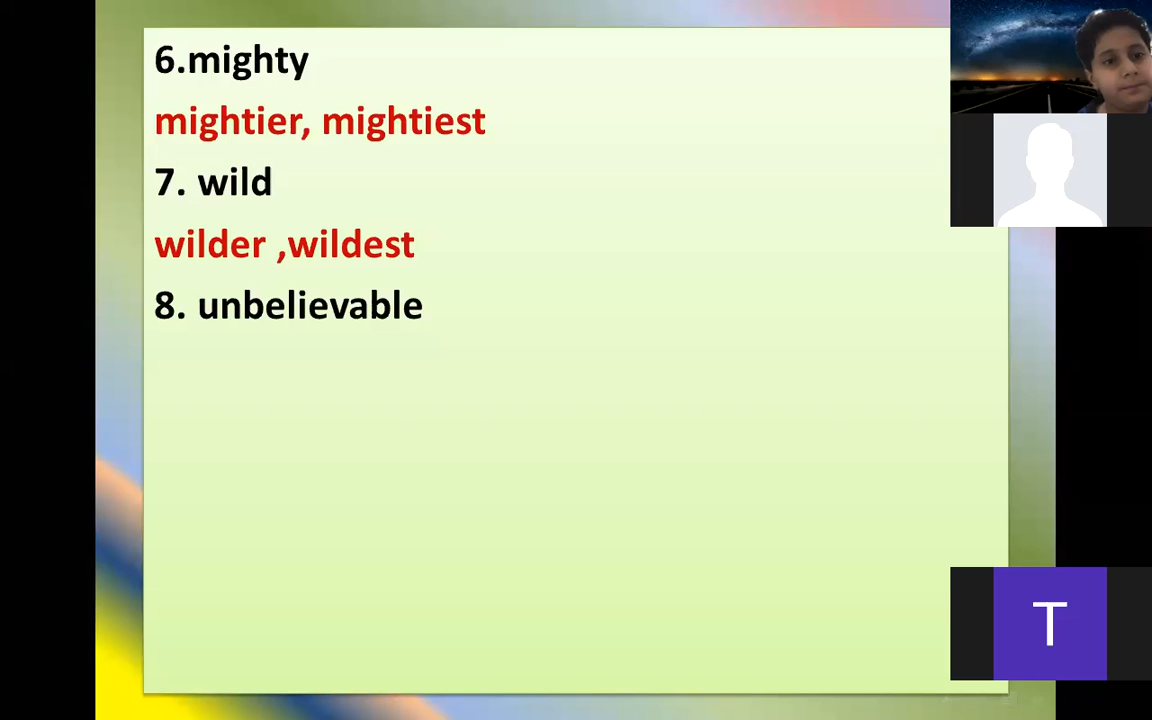 6.mighty
mightier, mightiest
7. wild
wilder ,wildest
8. unbelievable
T